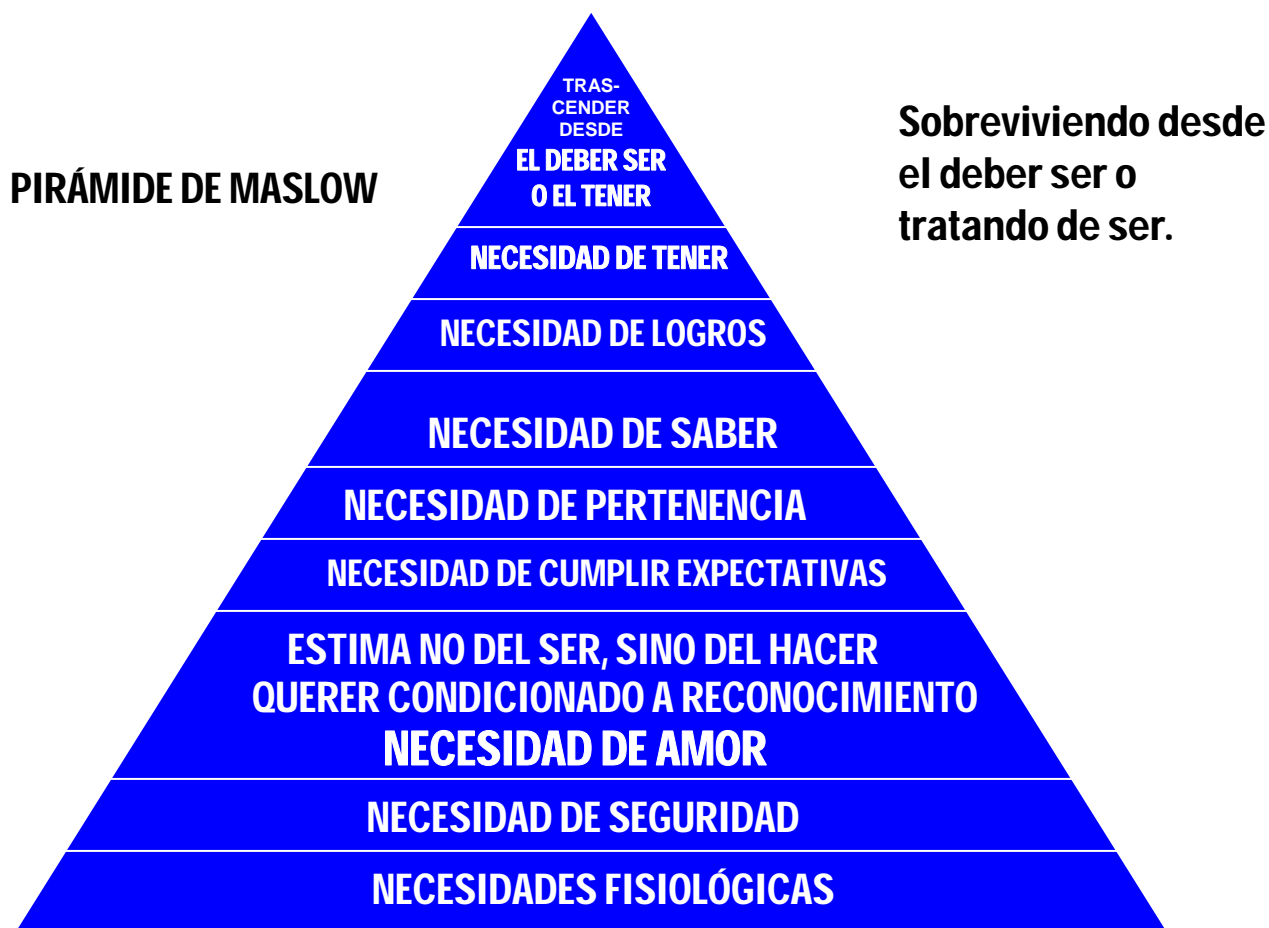 PIRÁMIDE DE MASLOW
TRAS-
CENDER
DESDE
EL DEBER SER
O EL TENER
NECESIDAD DE TENER
NECESIDAD DE LOGROS
NECESIDAD DE SABER
NECESIDAD DE PERTENENCIA
NECESIDAD DE CUMPLIR EXPECTATIVAS
ESTIMA NO DEL SER, SINO DEL HACER
QUERER CONDICIONADO A RECONOCIMIENTO
NECESIDAD DE AMOR
NECESIDAD DE SEGURIDAD
NECESIDADES FISIOLÓGICAS
Sobreviviendo desde
el deber ser o
tratando de ser.